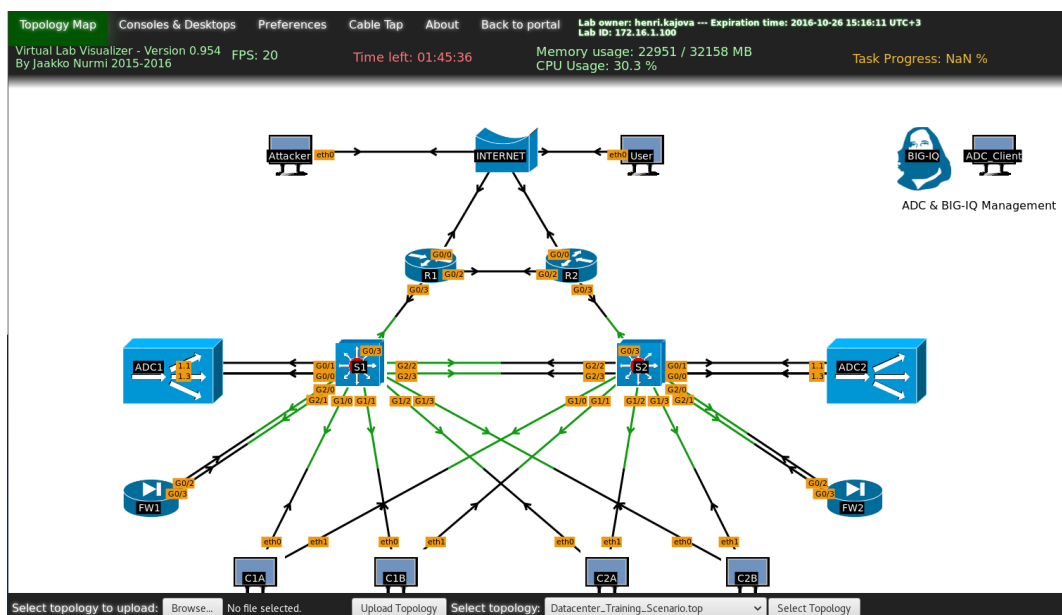 Topology Map Consoles & Desktops Preferences Cable Tap About Back to portal
Lab owner: henri.kajova --- Expiration time: 2016-10-26 15:16:11 UTC+3
Lab ID: 172.16.1.100
Virtual Lab Visualizer - Version 0.954
By Jaakko Nurmi 2015-2016
FPS: 20
Time left: 01:45:36
Memory usage: 22951 / 32158 MB
CPU Usage: 30.3 %
Task Progress: NaN %
Attacker eth0 INTERNET eth0 User
BIG-IQ ADC_Client
ADC & BIG-IQ Management
G0/0 G0/0
R1 G0/2 G0/2 R2
G0/3 G0/3
G0/3 G0/3
ADC1 1.1 G0/1 S1 G2/2 G2/2 S2 G0/1 1.1 ADC2
1.3 G0/0 G2/3 G2/3 G0/0 1.3
G2/0 G2/0
G2/1 G1/0 G1/1 G1/2 G1/3 G1/0 G1/1 G1/2 G1/3 G2/1
G0/2 G0/2
G0/3 G0/3
FW1 FW2
eth0 eth1 eth0 eth1 eth0 eth1 eth0 eth1
C1A C1B C2A C2B
Select topology to upload: Browse... No file selected. Upload Topology Select topology: Datacenter_Training_Scenario.top Select Topology